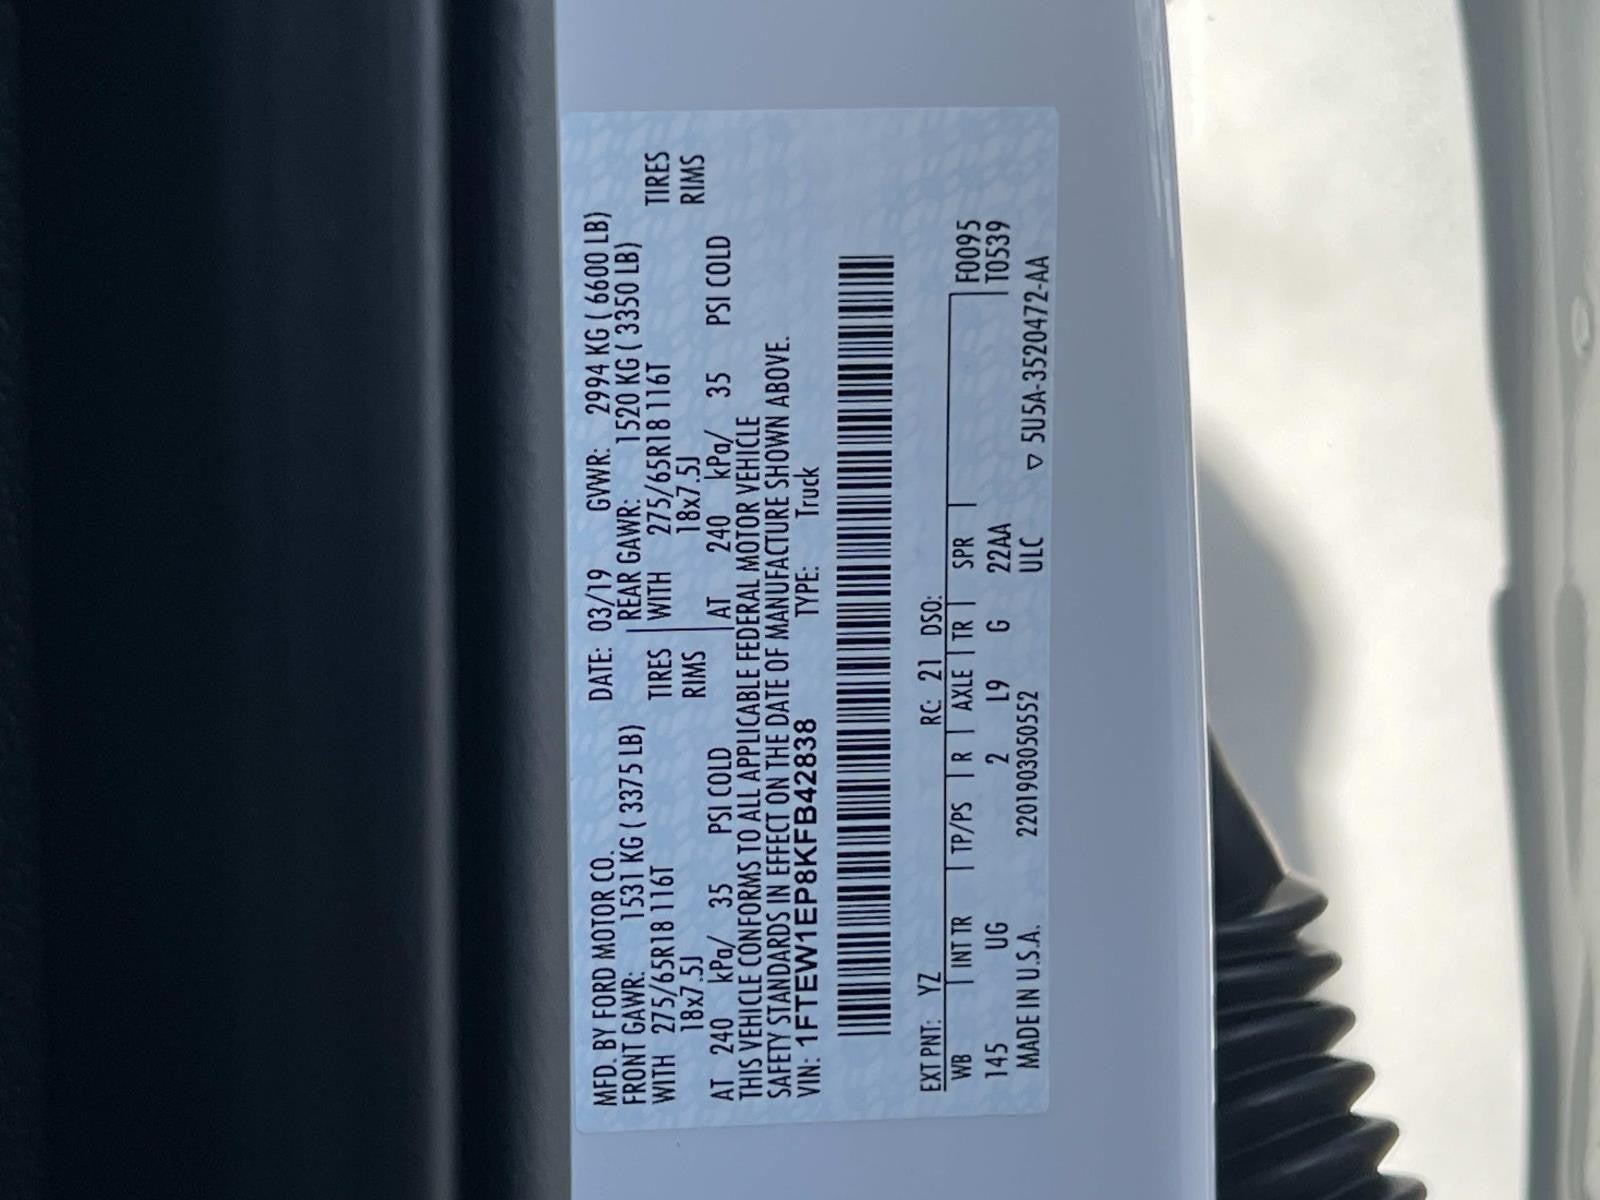 MFD. BY FORD MOTOR CO. DATE: 03/19 GVWR: 2994 KG ( 6600 LB)
FRONT GAWR: 1531 KG ( 3375 LB) REAR GAWR: 1520 KG ( 3350 LB)
WITH 275/65R18 116T TIRES WITH 275/65R18 116T TIRES
18x7.5J RIMS 18x7.5J RIMS
AT 240 kPa/ 35 PSI COLD AT 240 kPa/ 35 PSI COLD
THIS VEHICLE CONFORMS TO ALL APPLICABLE FEDERAL MOTOR VEHICLE
SAFETY STANDARDS IN EFFECT ON THE DATE OF MANUFACTURE SHOWN ABOVE.
VIN: 1FTEW1EP8KFB42838 TYPE: Truck
EXT PNT: YZ RC: 21 DSO:
WB INT TR TP/PS R AXLE TR SPR F0095
145 UG 2 L9 G 22AA T0539
MADE IN U.S.A. 2201903050552 ULC ▽ 5U5A-3520472-AA